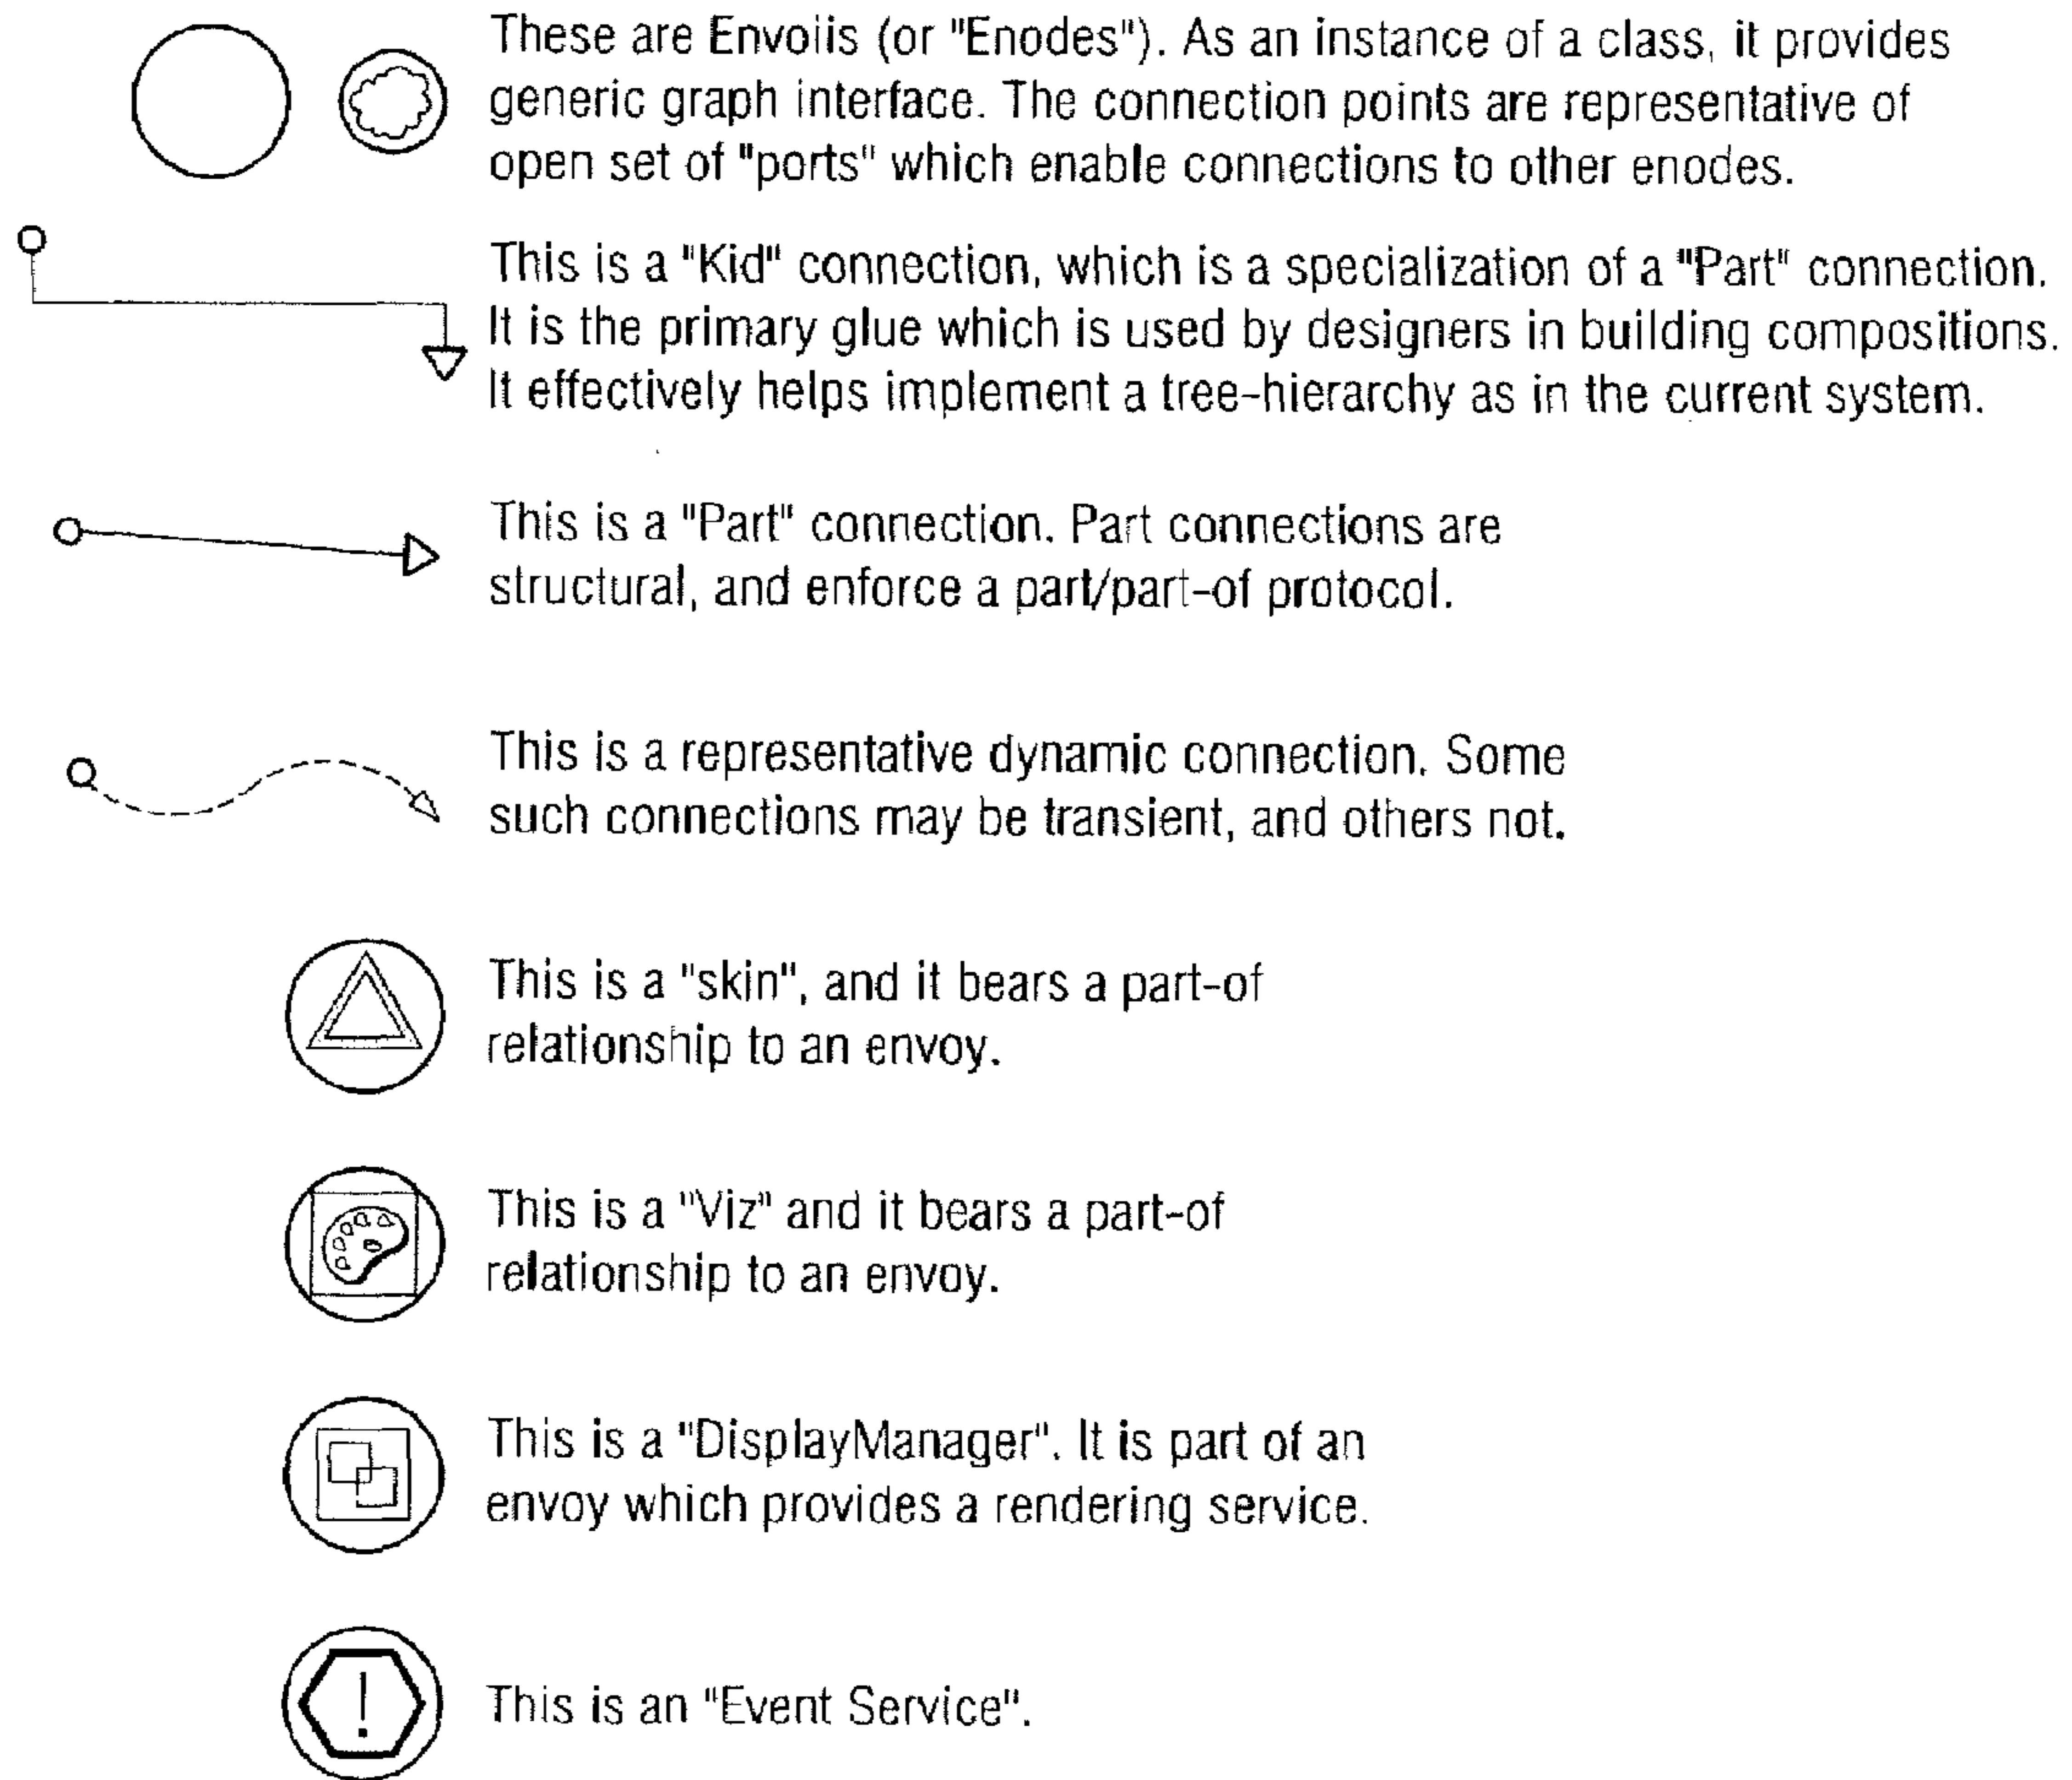 These are Envoiis (or "Enodes"). As an instance of a class, it provides
generic graph interface. The connection points are representative of
open set of "ports" which enable connections to other enodes.
This is a "Kid" connection, which is a specialization of a "Part" connection.
It is the primary glue which is used by designers in building compositions.
It effectively helps implement a tree-hierarchy as in the current system.
This is a "Part" connection. Part connections are
structural, and enforce a part/part-of protocol.
This is a representative dynamic connection. Some
such connections may be transient, and others not.
This is a "skin", and it bears a part-of
relationship to an envoy.
This is a "Viz" and it bears a part-of
relationship to an envoy.
This is a "DisplayManager". It is part of an
envoy which provides a rendering service.
!
This is an "Event Service".